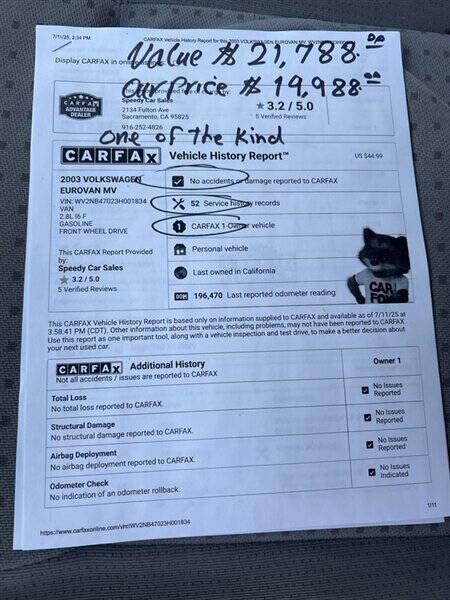 7/11/25, 2:34 PM
CARFAX Vehicle History Report for this 2003 VOLKSWAGEN EUROVAN MV: WV2NB47023H001834
Value $ 21,788.00
Display CARFAX in
our price $ 19,988.00
CARFAX
ADVANTAGE
DEALER
Speedy Car Sales
2134 Fulton Ave
Sacramento, CA 95825
916-252-4826
3.2 / 5.0
5 Verified Reviews
one of The Kind
CARFAX Vehicle History Report™
US $44.99
2003 VOLKSWAGEN
EUROVAN MV
VIN: WV2NB47023H001834
VAN
2.8L I6 F
GASOLINE
FRONT WHEEL DRIVE
This CARFAX Report Provided
by:
Speedy Car Sales
3.2 / 5.0
5 Verified Reviews
No accidents or damage reported to CARFAX
52 Service history records
1 CARFAX 1-Owner vehicle
Personal vehicle
Last owned in California
196,470 Last reported odometer reading
CAR
FOX
This CARFAX Vehicle History Report is based only on information supplied to CARFAX and available as of 7/11/25 at
3:58:41 PM (CDT). Other information about this vehicle, including problems, may not have been reported to CARFAX.
Use this report as one important tool, along with a vehicle inspection and test drive, to make a better decision about
your next used car.
CARFAX Additional History
Not all accidents / issues are reported to CARFAX
Owner 1
Total Loss
No total loss reported to CARFAX.
No Issues
Reported
Structural Damage
No structural damage reported to CARFAX.
No Issues
Reported
Airbag Deployment
No airbag deployment reported to CARFAX.
No Issues
Reported
Odometer Check
No indication of an odometer rollback.
No Issues
Indicated
1/11
https://www.carfaxonline.com/vhr/WV2NB47023H001834